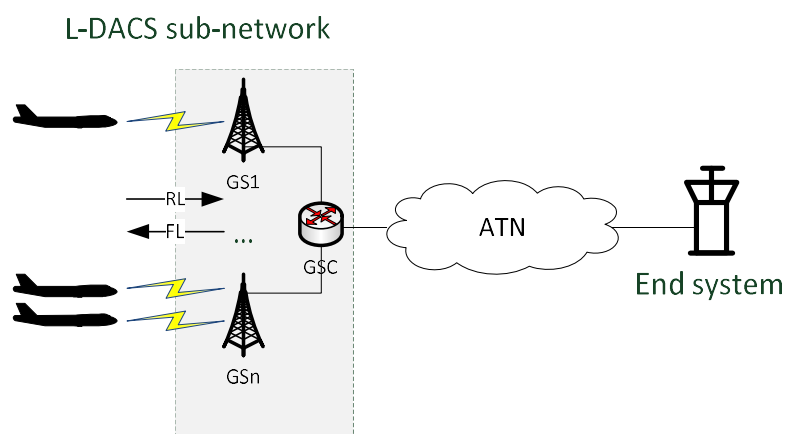 L-DACS sub-network
GS1
RL
FL
...
GSC
ATN
End system
GSn